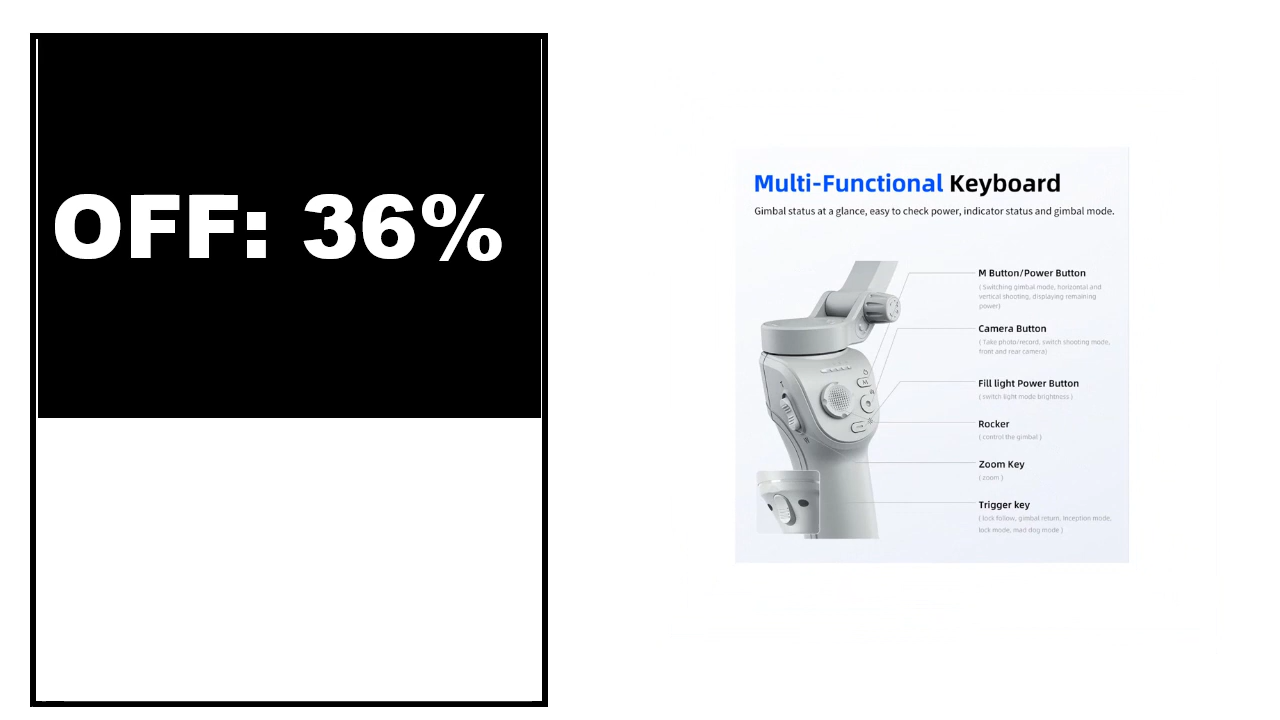 OFF: 36%
Multi-Functional Keyboard
Gimbal status at a glance, easy to check power, indicator status and gimbal mode.
M Button/Power Button
( Switching gimbal mode, horizontal and
vertical shooting, displaying remaining
power)
Camera Button
( Take photo/record, switch shooting mode,
front and rear camera)
Fill light Power Button
( switch light mode brightness )
Rocker
( control the gimbal )
Zoom Key
( zoom )
Trigger key
( lock follow, gimbal return, Inception mode,
lock mode, mad dog mode )
M